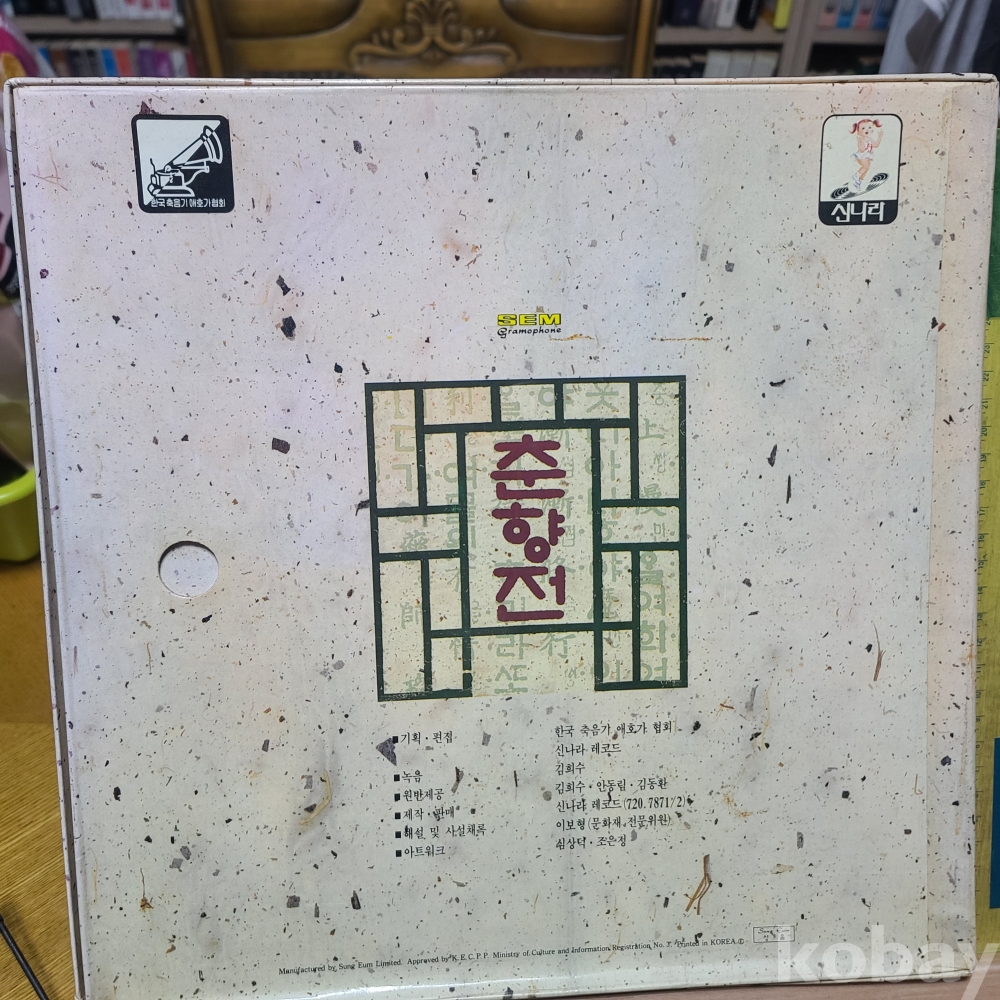 한국축음기애호가협회
신나라
SEM
Gramophone
춘향전
■기획·편집
한국 축음기 애호가 협회
신나라 레코드
■녹음
김희수
■원반제공
김희수·안동림·김동환
■제작·판매
신나라 레코드(720.7871/2)
■해설 및 사설채록
이보형(문화재 전문위원)
■아트워크
심상덕·조은정
Manufactured by Sung Eum Limited. Approved by K.E.C.P.P. Ministry of Culture and Information Registration No. 7. Printed in KOREA.
kobay